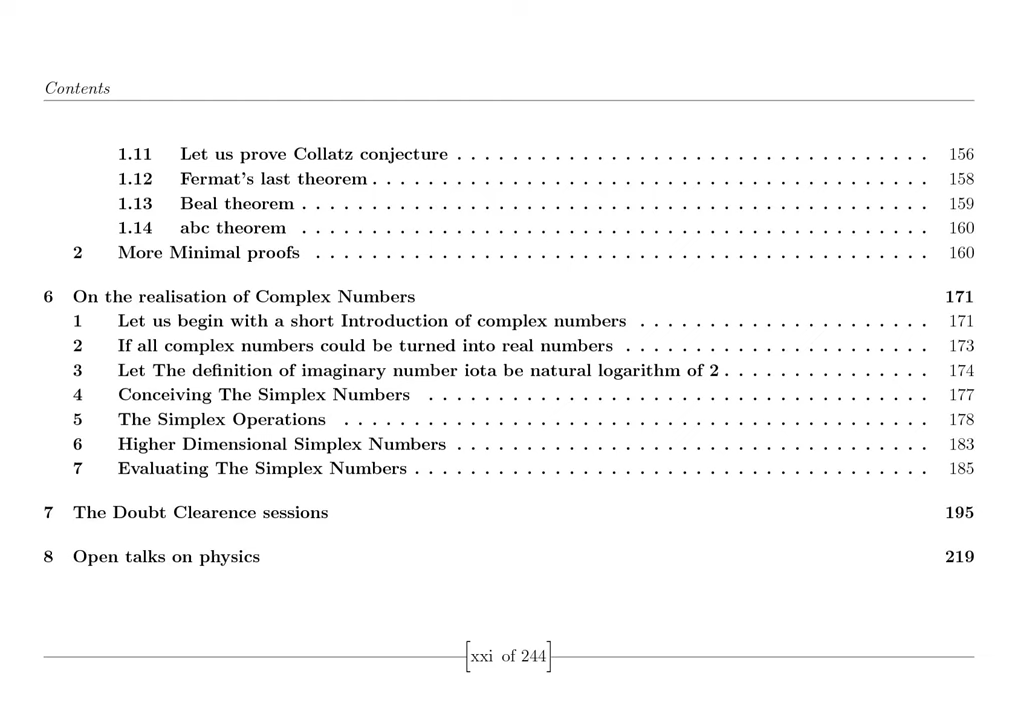 Contents
1.11 Let us prove Collatz conjecture . . . . . . . . . . . . . . . . . . . . . . . . . . . . . . . . . . 156
1.12 Fermat's last theorem . . . . . . . . . . . . . . . . . . . . . . . . . . . . . . . . . . . . . . . . 158
1.13 Beal theorem . . . . . . . . . . . . . . . . . . . . . . . . . . . . . . . . . . . . . . . . . . . . . 159
1.14 abc theorem . . . . . . . . . . . . . . . . . . . . . . . . . . . . . . . . . . . . . . . . . . . . . 160
2 More Minimal proofs . . . . . . . . . . . . . . . . . . . . . . . . . . . . . . . . . . . . . . . . . . . . 160
6 On the realisation of Complex Numbers 171
1 Let us begin with a short Introduction of complex numbers . . . . . . . . . . . . . . . . . . . . . 171
2 If all complex numbers could be turned into real numbers . . . . . . . . . . . . . . . . . . . . . . 173
3 Let The definition of imaginary number iota be natural logarithm of 2 . . . . . . . . . . . . . . . 174
4 Conceiving The Simplex Numbers . . . . . . . . . . . . . . . . . . . . . . . . . . . . . . . . . . . . 177
5 The Simplex Operations . . . . . . . . . . . . . . . . . . . . . . . . . . . . . . . . . . . . . . . . . . 178
6 Higher Dimensional Simplex Numbers . . . . . . . . . . . . . . . . . . . . . . . . . . . . . . . . . . 183
7 Evaluating The Simplex Numbers . . . . . . . . . . . . . . . . . . . . . . . . . . . . . . . . . . . . . 185
7 The Doubt Clearence sessions 195
8 Open talks on physics 219
[xxi of 244]